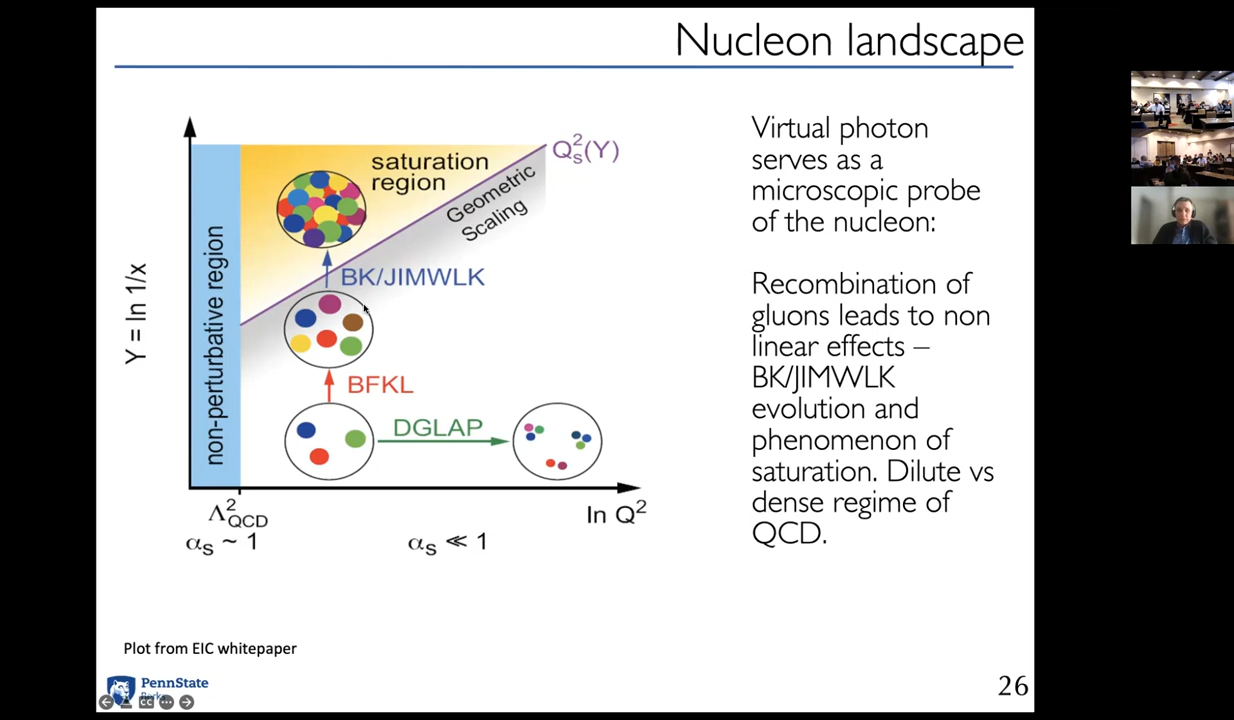 Nucleon landscape
saturation
region
Q²ₛ(Y)
Geometric
Scaling
BK/JIMWLK
BFKL
DGLAP
non-perturbative region
Y = ln 1/x
Λ²QCD
ln Q²
αₛ ~ 1
αₛ ≪ 1
Virtual photon
serves as a
microscopic probe
of the nucleon:
Recombination of
gluons leads to non
linear effects –
BK/JIMWLK
evolution and
phenomenon of
saturation. Dilute vs
dense regime of
QCD.
Plot from EIC whitepaper
PennState
Berks
CC
26